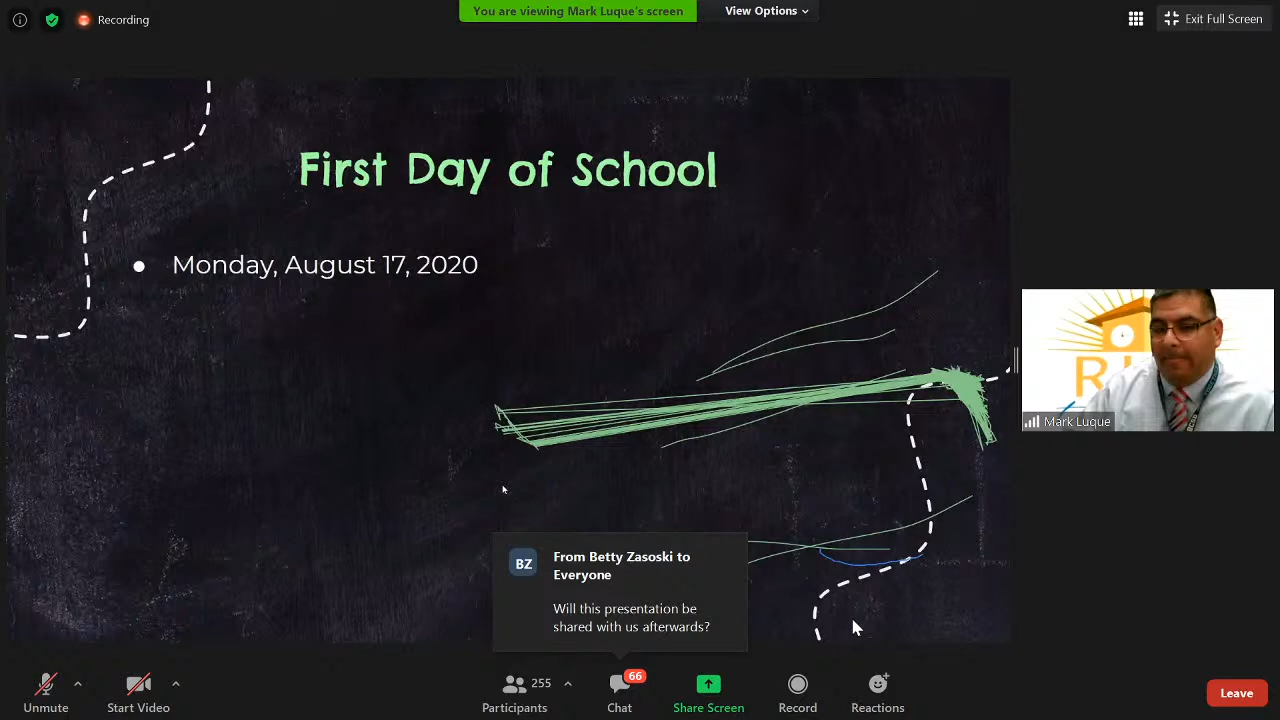 Recording
You are viewing Mark Luque's screen
View Options
Exit Full Screen
First Day of School
● Monday, August 17, 2020
Mark Luque
BZ
From Betty Zasoski to
Everyone
Will this presentation be
shared with us afterwards?
Unmute
Start Video
255
Participants
66
Chat
Share Screen
Record
Reactions
Leave